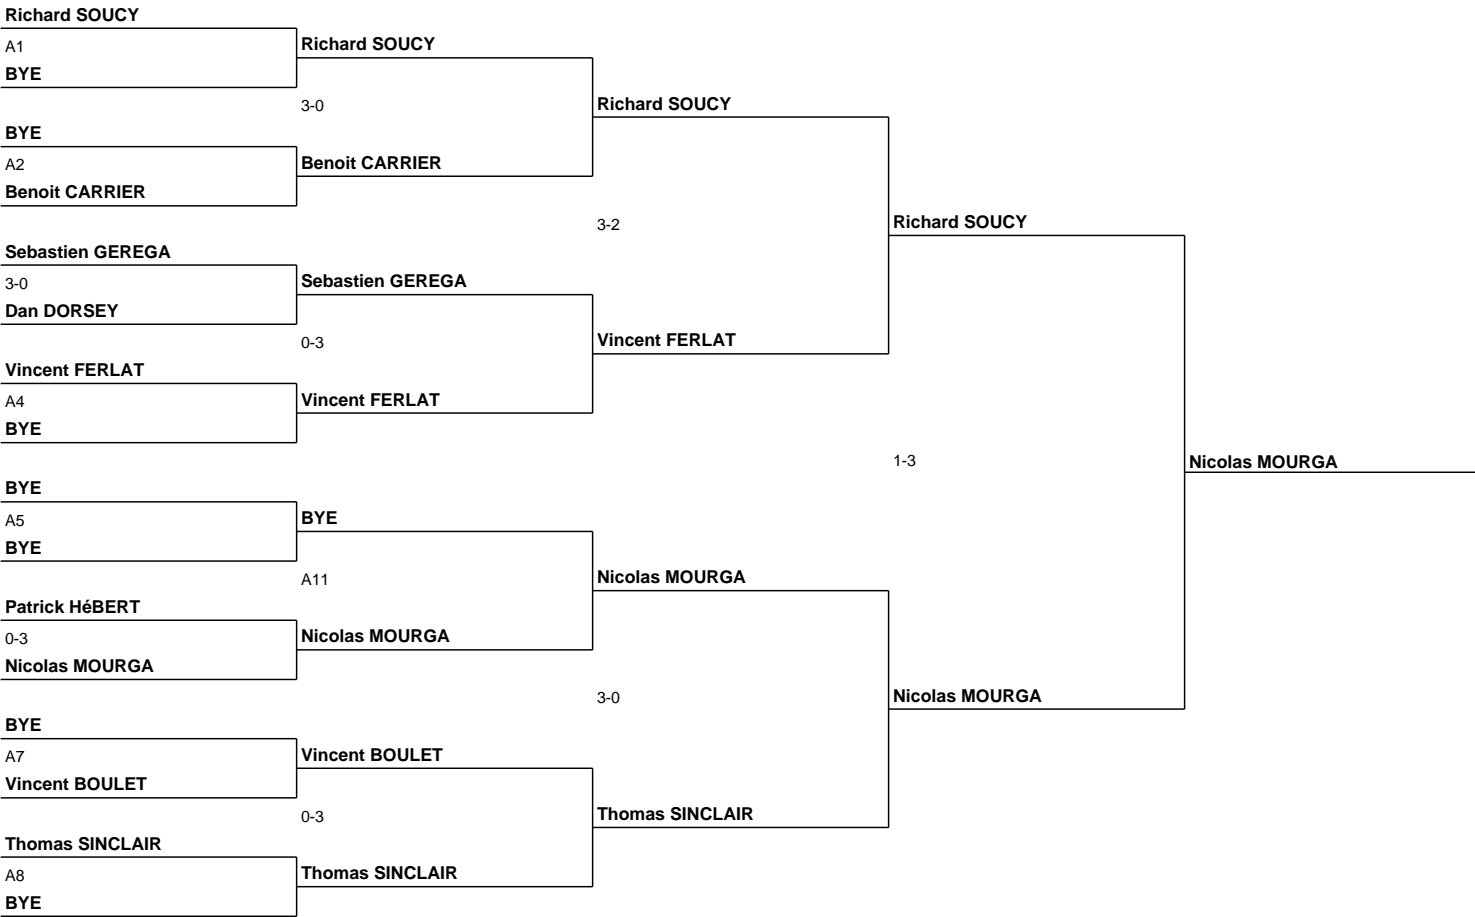 Richard SOUCY
A1
BYE
BYE
A2
Benoit CARRIER
Sebastien GEREGA
3-0
Dan DORSEY
Vincent FERLAT
A4
BYE
BYE
A5
BYE
Patrick HéBERT
0-3
Nicolas MOURGA
BYE
A7
Vincent BOULET
Thomas SINCLAIR
A8
BYE
Richard SOUCY
3-0
Benoit CARRIER
Sebastien GEREGA
0-3
Vincent FERLAT
BYE
A11
Nicolas MOURGA
Vincent BOULET
0-3
Thomas SINCLAIR
Richard SOUCY
3-2
Vincent FERLAT
Nicolas MOURGA
3-0
Thomas SINCLAIR
Richard SOUCY
1-3
Nicolas MOURGA
Nicolas MOURGA